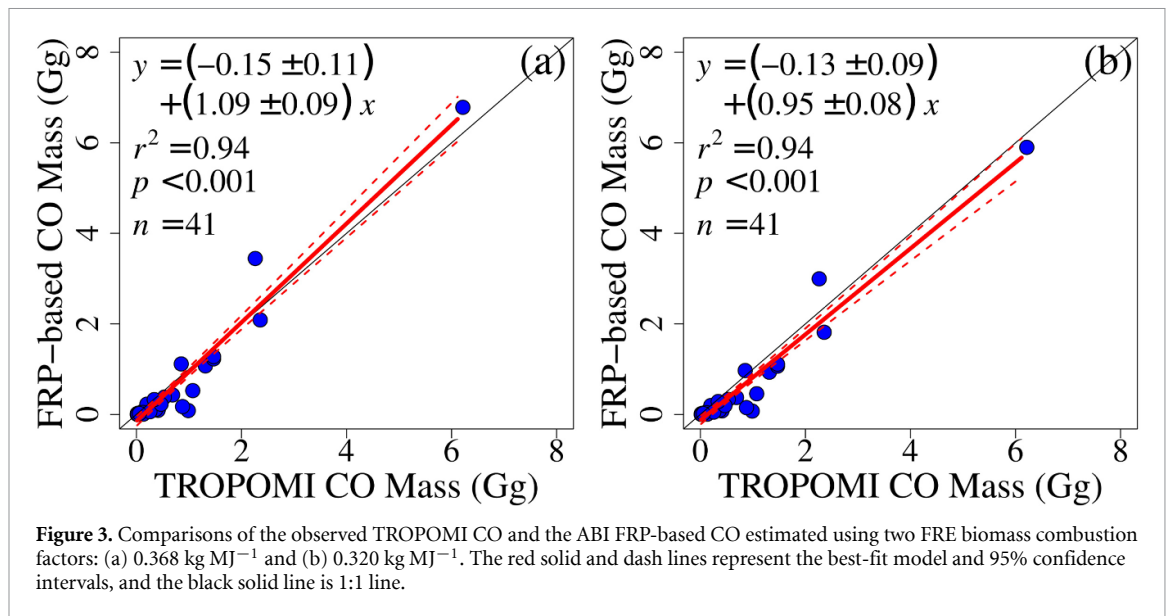 FRP−based CO Mass (Gg)
8
6
4
2
0
y =(−0.15 ±0.11)
+(1.09 ±0.09) x
r² =0.94
p <0.001
n =41
(a)
0 2 4 6 8
TROPOMI CO Mass (Gg)
FRP−based CO Mass (Gg)
8
6
4
2
0
y =(−0.13 ±0.09)
+(0.95 ±0.08) x
r² =0.94
p <0.001
n =41
(b)
0 2 4 6 8
TROPOMI CO Mass (Gg)
Figure 3. Comparisons of the observed TROPOMI CO and the ABI FRP-based CO estimated using two FRE biomass combustion
factors: (a) 0.368 kg MJ⁻¹ and (b) 0.320 kg MJ⁻¹. The red solid and dash lines represent the best-fit model and 95% confidence
intervals, and the black solid line is 1:1 line.